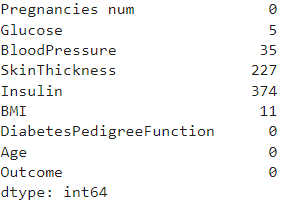 Pregnancies num 0
Glucose 5
BloodPressure 35
SkinThickness 227
Insulin 374
BMI 11
DiabetesPedigreeFunction 0
Age 0
Outcome 0
dtype: int64